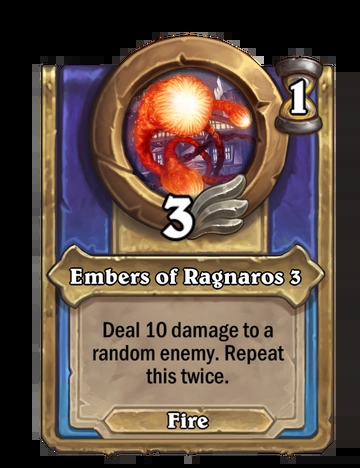 1
3
Embers of Ragnaros 3
Deal 10 damage to a
random enemy. Repeat
this twice.
Fire